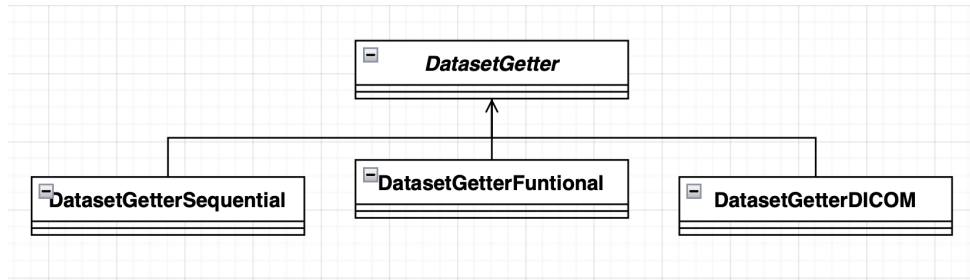 DatasetGetter
DatasetGetterSequential
DatasetGetterFuntional
DatasetGetterDICOM